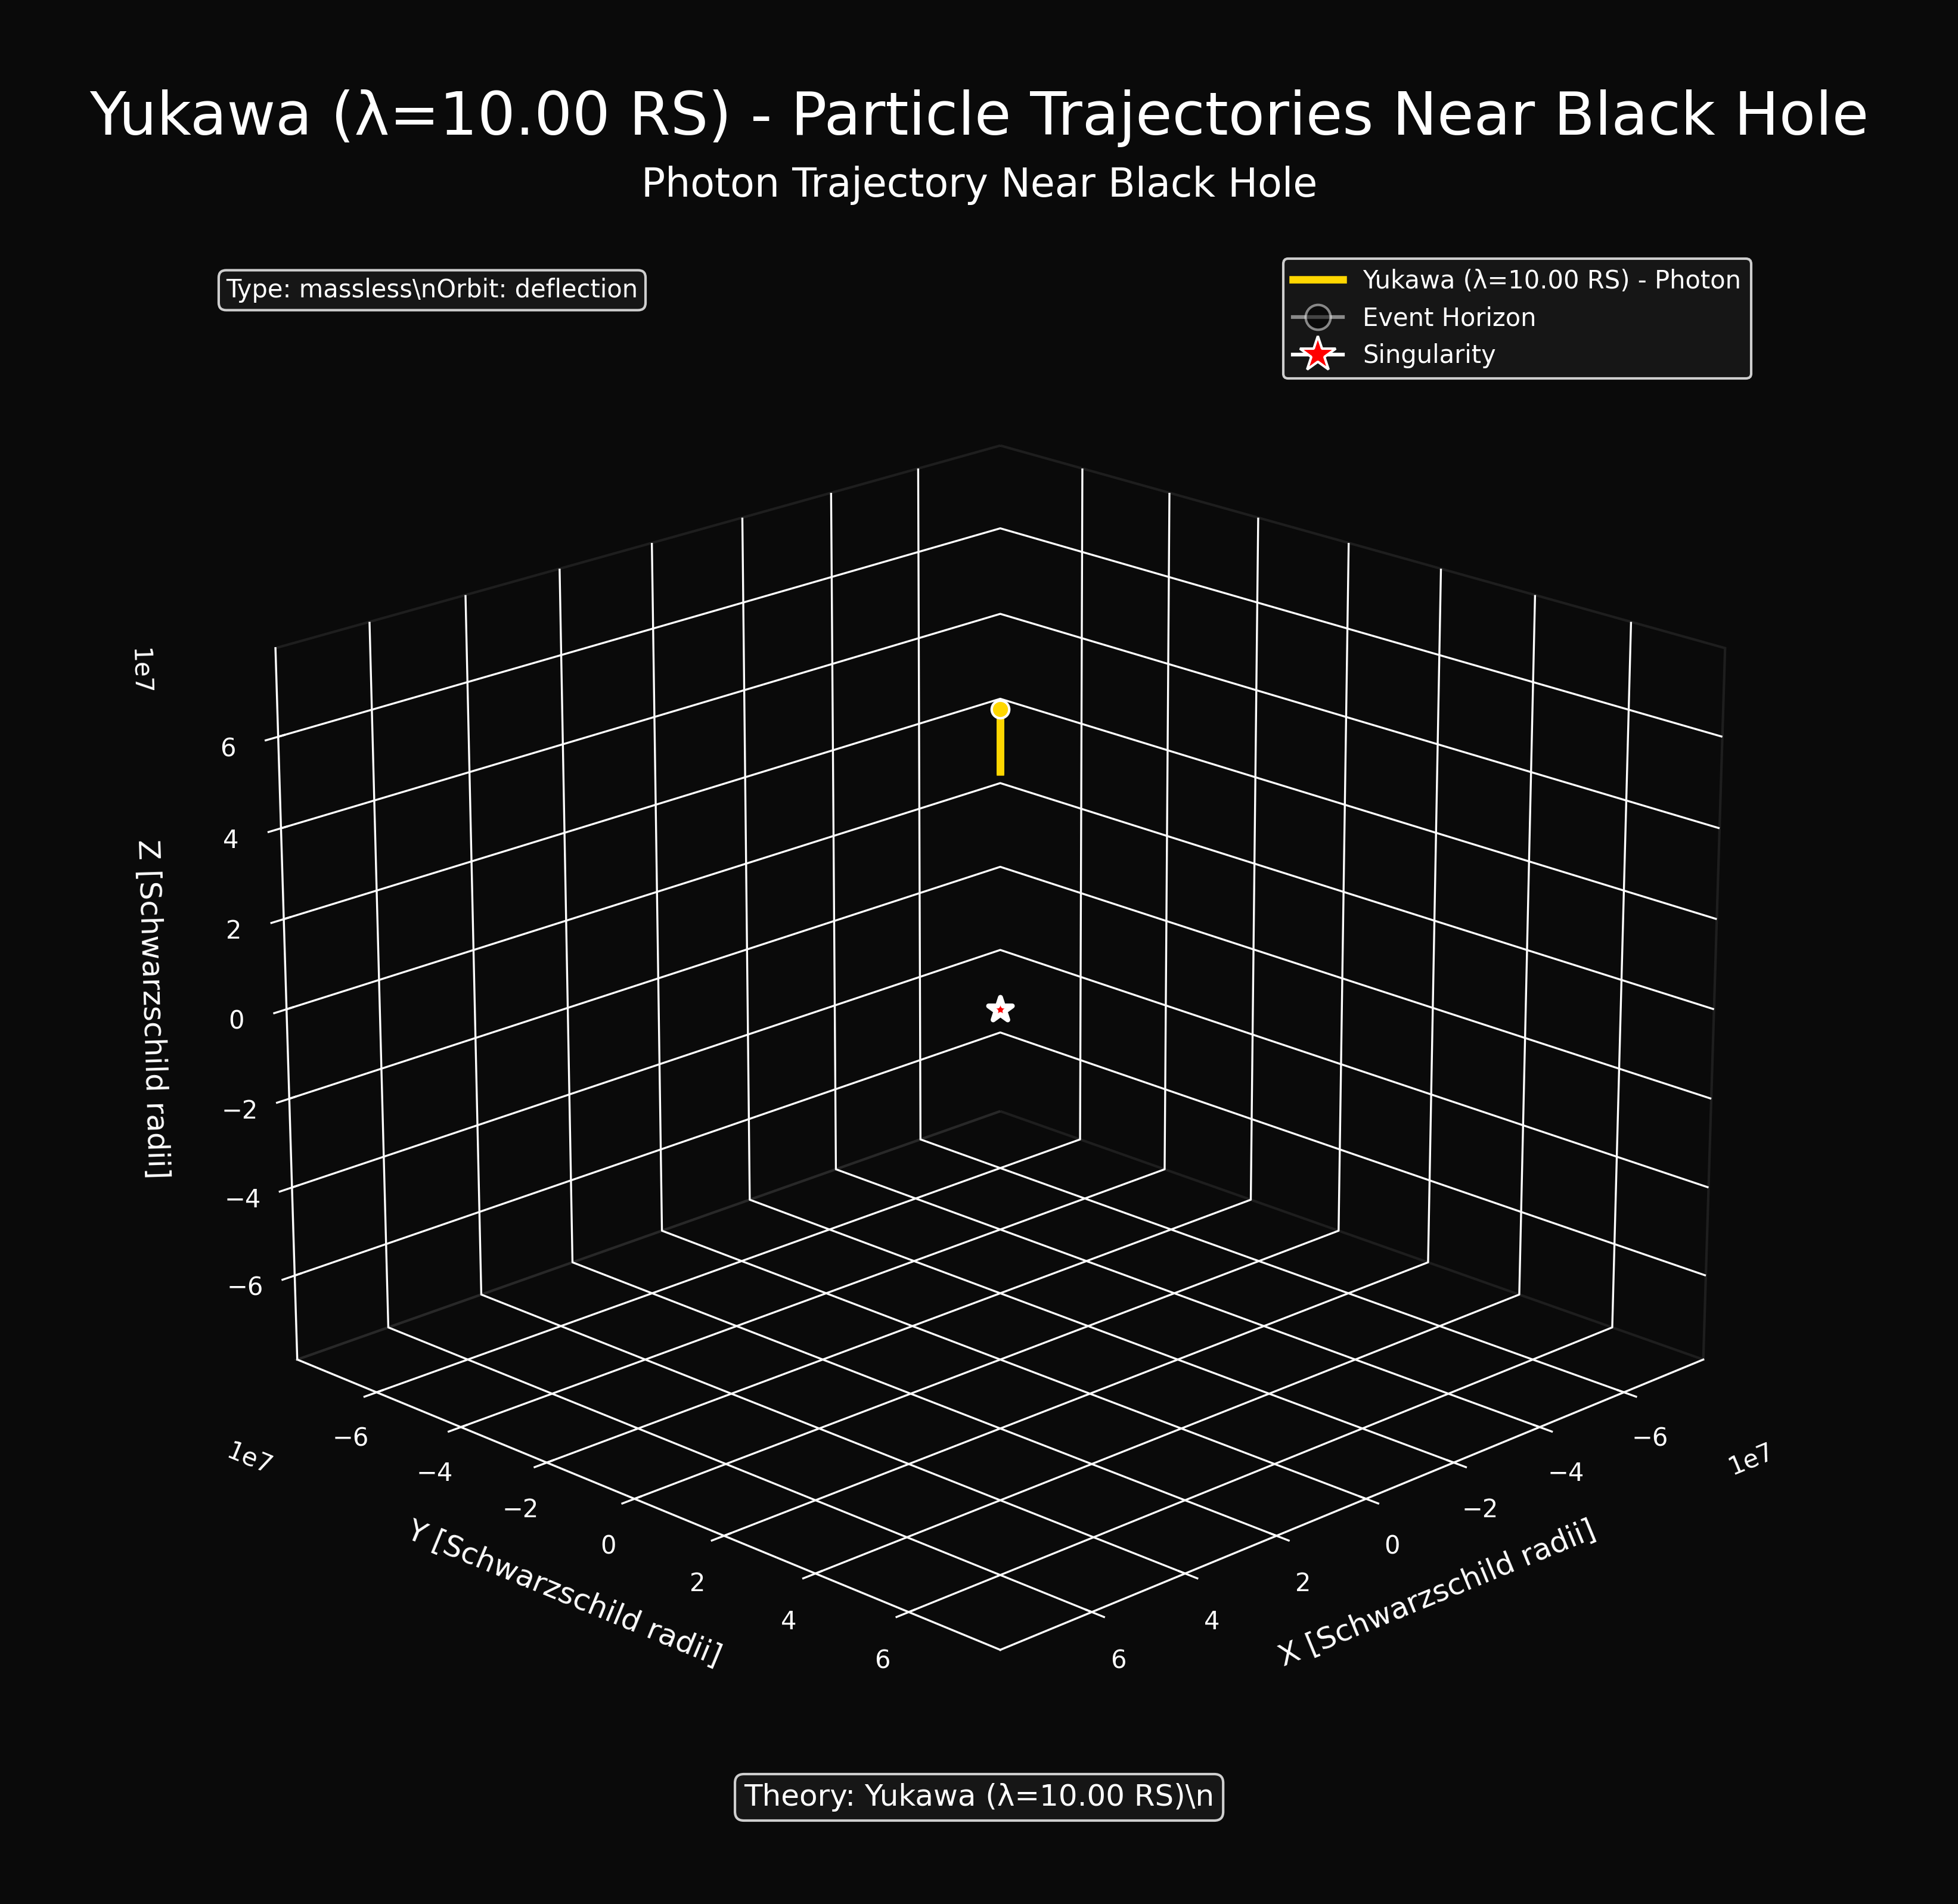 Yukawa (λ=10.00 RS) - Particle Trajectories Near Black Hole
Photon Trajectory Near Black Hole
Type: massless\nOrbit: deflection
Yukawa (λ=10.00 RS) - Photon
Event Horizon
Singularity
1e7
6
4
2
0
−2
−4
−6
Z [Schwarzschild radii]
1e7
−6
−4
−2
0
2
4
6
Y [Schwarzschild radii]
6
4
2
0
−2
−4
−6
1e7
X [Schwarzschild radii]
Theory: Yukawa (λ=10.00 RS)\n